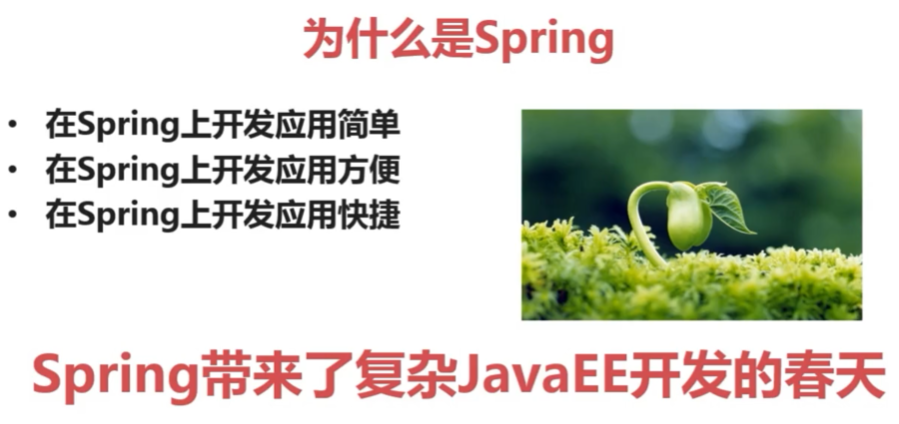 为什么是Spring
• 在Spring上开发应用简单
• 在Spring上开发应用方便
• 在Spring上开发应用快捷
Spring带来了复杂JavaEE开发的春天